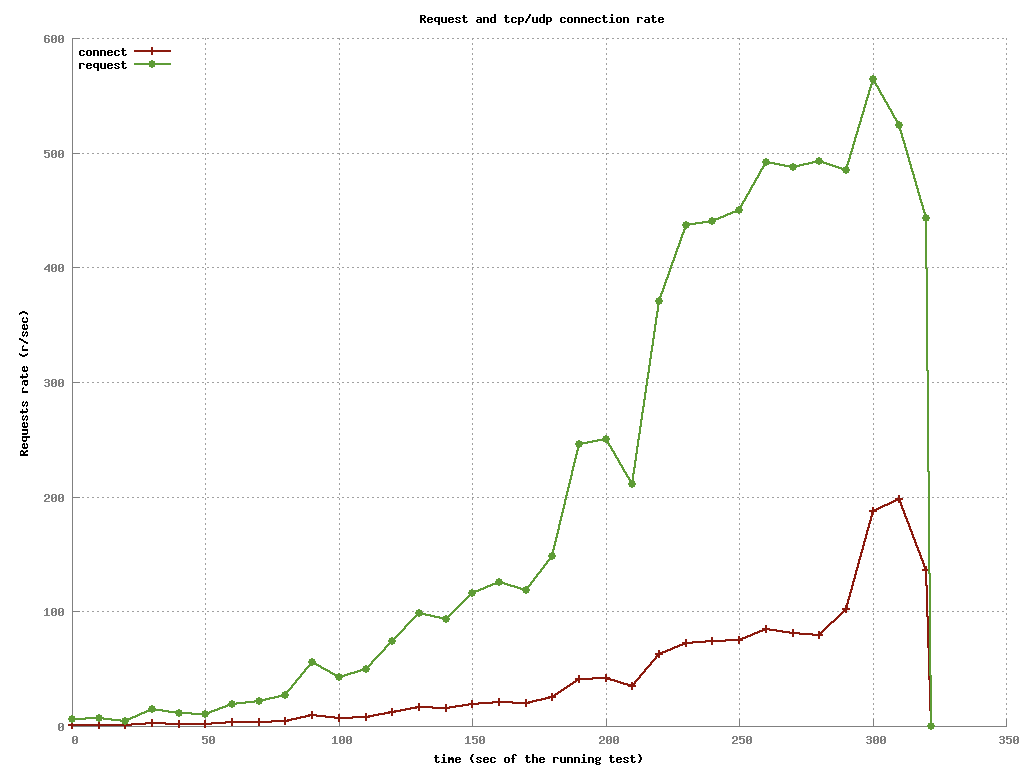 Request and tcp/udp connection rate
600
connect
request
500
400
300
200
100
0
Requests rate (r/sec)
0 50 100 150 200 250 300 350
time (sec of the running test)